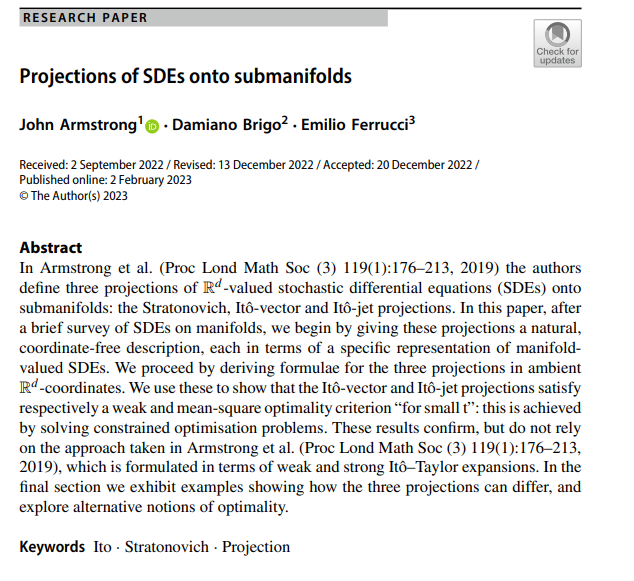 RESEARCH PAPER
Check for
updates
Projections of SDEs onto submanifolds
John Armstrong¹ iD · Damiano Brigo² · Emilio Ferrucci³
Received: 2 September 2022 / Revised: 13 December 2022 / Accepted: 20 December 2022 /
Published online: 2 February 2023
© The Author(s) 2023
Abstract
In Armstrong et al. (Proc Lond Math Soc (3) 119(1):176–213, 2019) the authors
define three projections of ℝᵈ-valued stochastic differential equations (SDEs) onto
submanifolds: the Stratonovich, Itô-vector and Itô-jet projections. In this paper, after
a brief survey of SDEs on manifolds, we begin by giving these projections a natural,
coordinate-free description, each in terms of a specific representation of manifold-
valued SDEs. We proceed by deriving formulae for the three projections in ambient
ℝᵈ-coordinates. We use these to show that the Itô-vector and Itô-jet projections satisfy
respectively a weak and mean-square optimality criterion “for small t”: this is achieved
by solving constrained optimisation problems. These results confirm, but do not rely
on the approach taken in Armstrong et al. (Proc Lond Math Soc (3) 119(1):176–213,
2019), which is formulated in terms of weak and strong Itô–Taylor expansions. In the
final section we exhibit examples showing how the three projections can differ, and
explore alternative notions of optimality.
Keywords Ito · Stratonovich · Projection